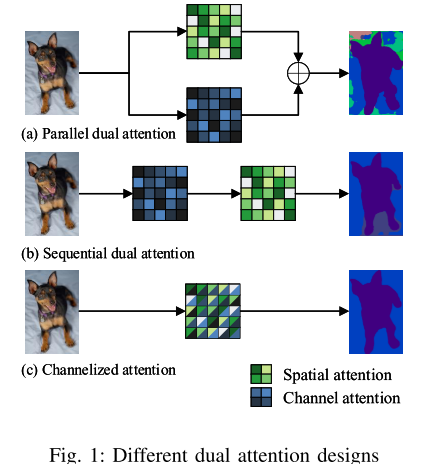 (a) Parallel dual attention
(b) Sequential dual attention
(c) Channelized attention
Spatial attention
Channel attention
Fig. 1: Different dual attention designs